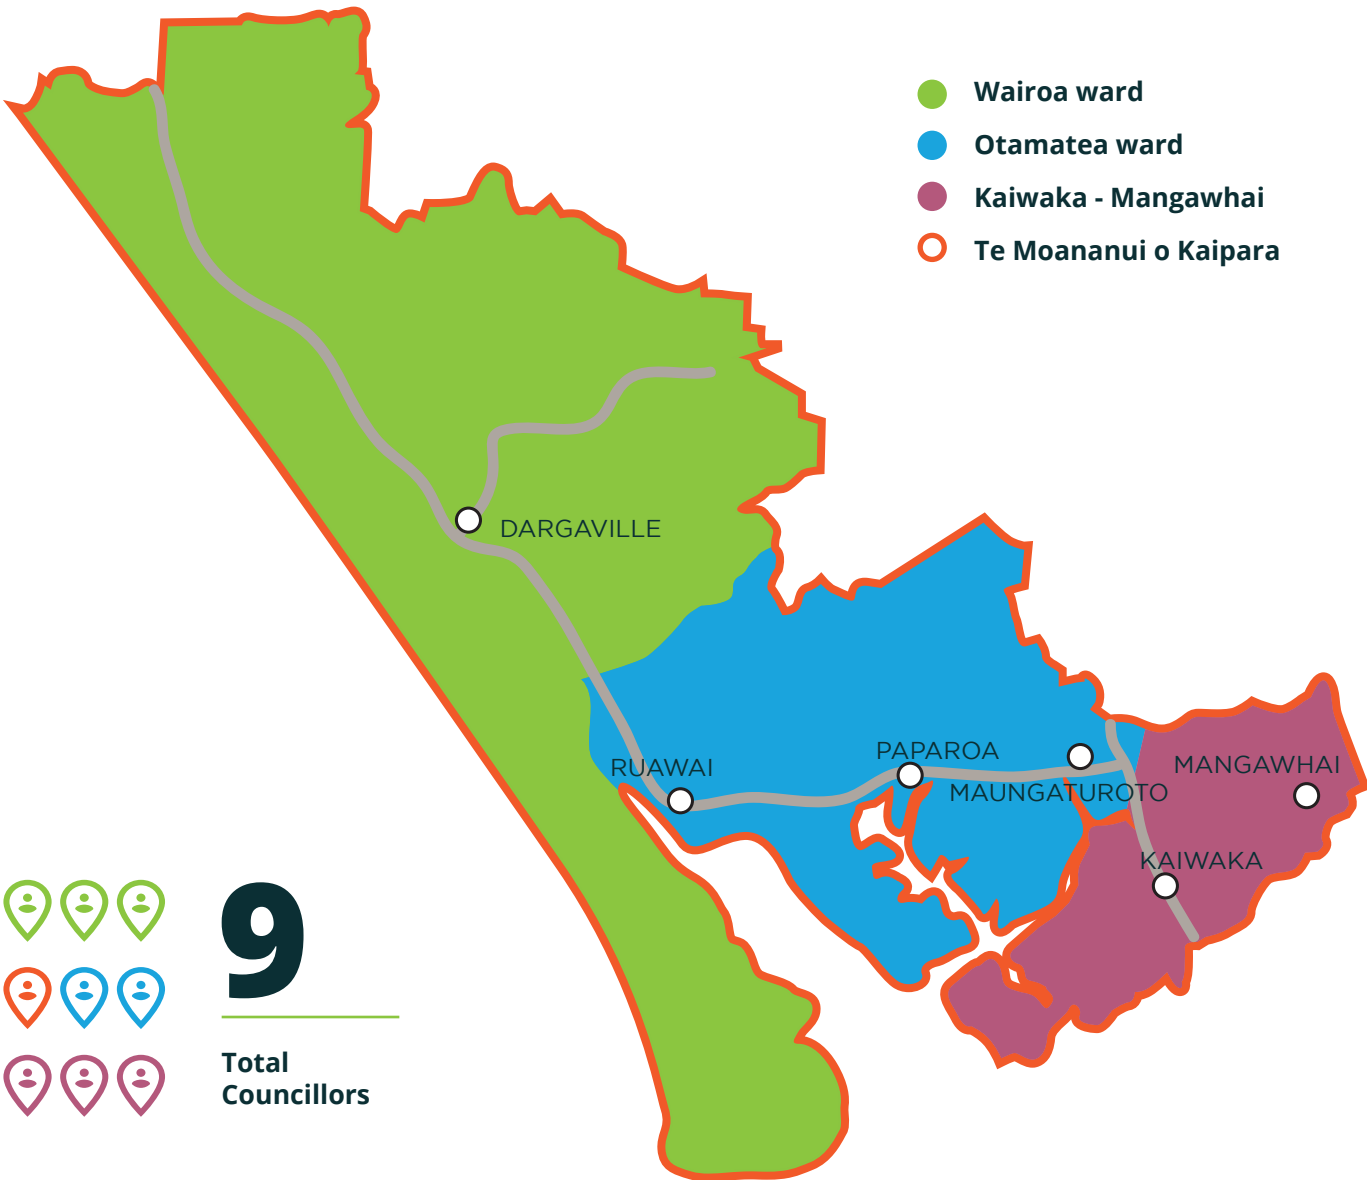 Wairoa ward
Otamatea ward
Kaiwaka - Mangawhai
Te Moananui o Kaipara
DARGAVILLE
RUAWAI
PAPAROA
MAUNGATUROTO
MANGAWHAI
KAIWAKA
9
Total
Councillors